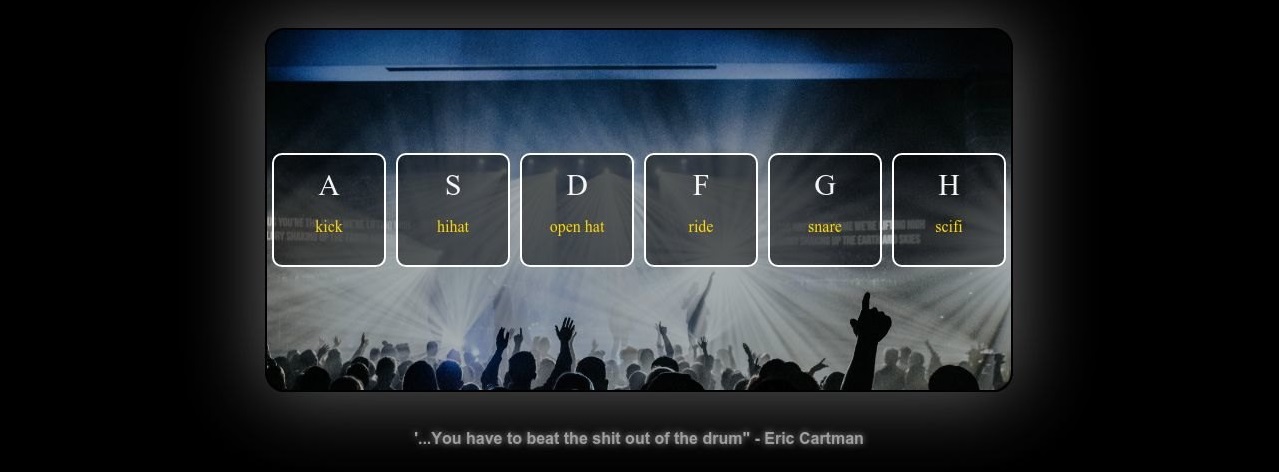 A S D F G H
kick hihat open hat ride snare scifi
'...You have to beat the shit out of the drum" - Eric Cartman